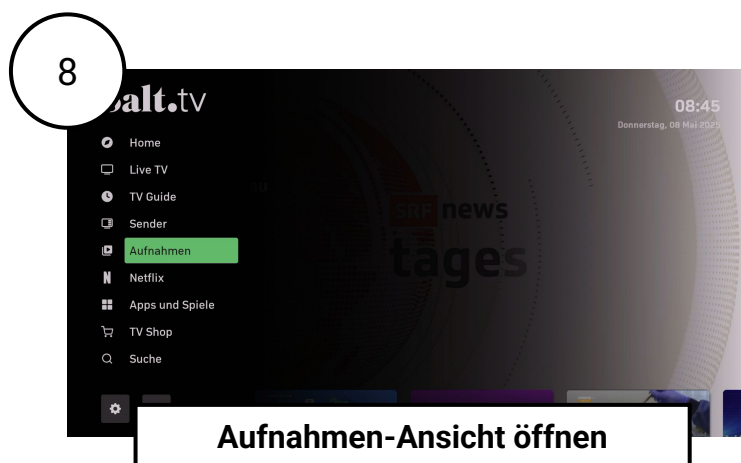 8
alt.tv
08:45
Donnerstag, 08 Mai 2025
Home
Live TV
TV Guide
Sender
Aufnahmen
Netflix
Apps und Spiele
TV Shop
Suche
SRF news
tages
Aufnahmen-Ansicht öffnen